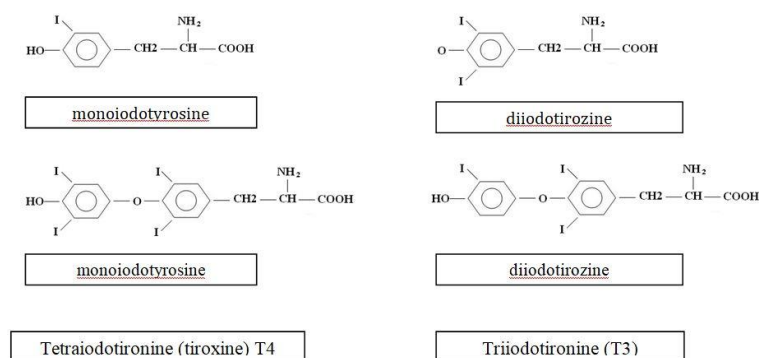 I NH₂ I NH₂
HO CH2 CH COOH O CH2 CH COOH
I
monoiodotyrosine diiodotirozine
I I NH₂ I I NH₂
HO O CH2 CH COOH HO O CH2 CH COOH
I I I
monoiodotyrosine diiodotirozine
Tetraiodotironine (tiroxine) T4 Triiodotironine (T3)